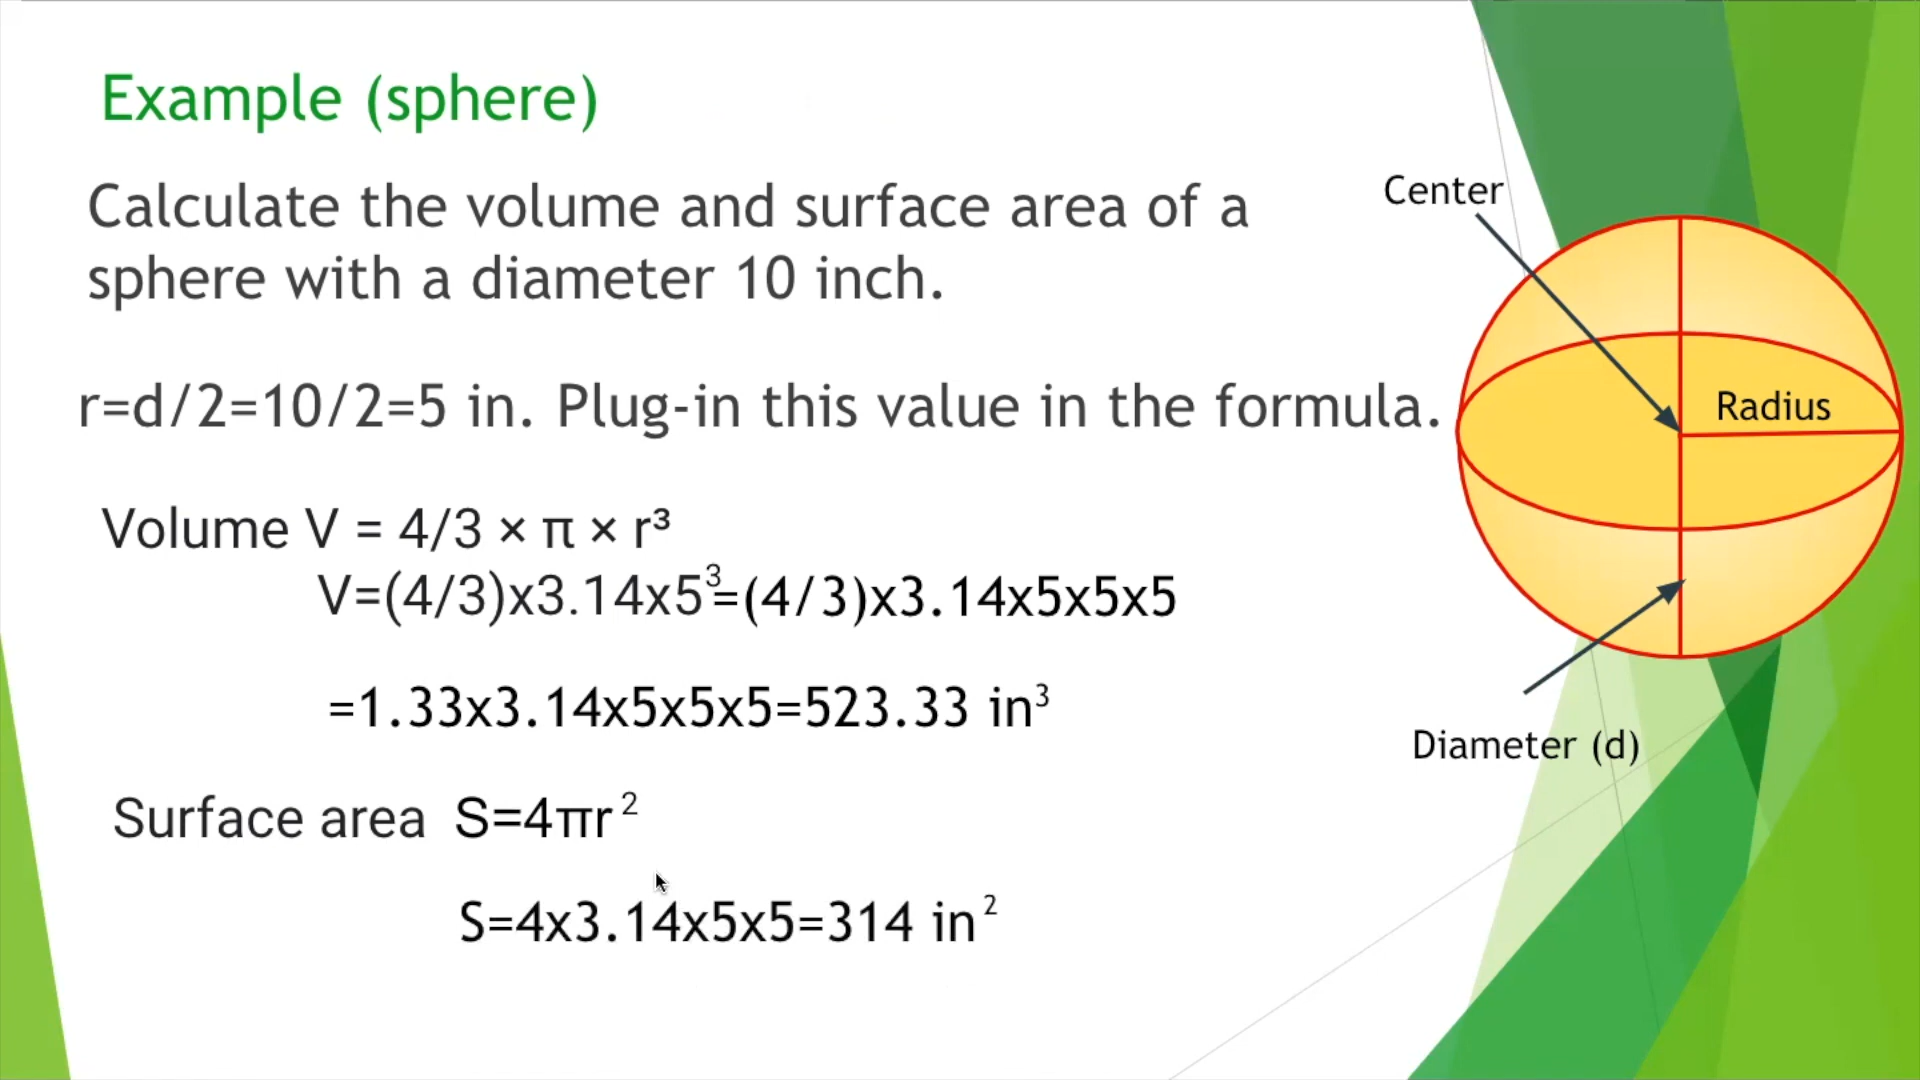 Example (sphere)
Calculate the volume and surface area of a
sphere with a diameter 10 inch.
r=d/2=10/2=5 in. Plug-in this value in the formula.
Volume V = 4/3 × π × r³
V=(4/3)x3.14x5³=(4/3)x3.14x5x5x5
=1.33x3.14x5x5x5=523.33 in³
Surface area S=4πr²
S=4x3.14x5x5=314 in²
Center
Radius
Diameter (d)